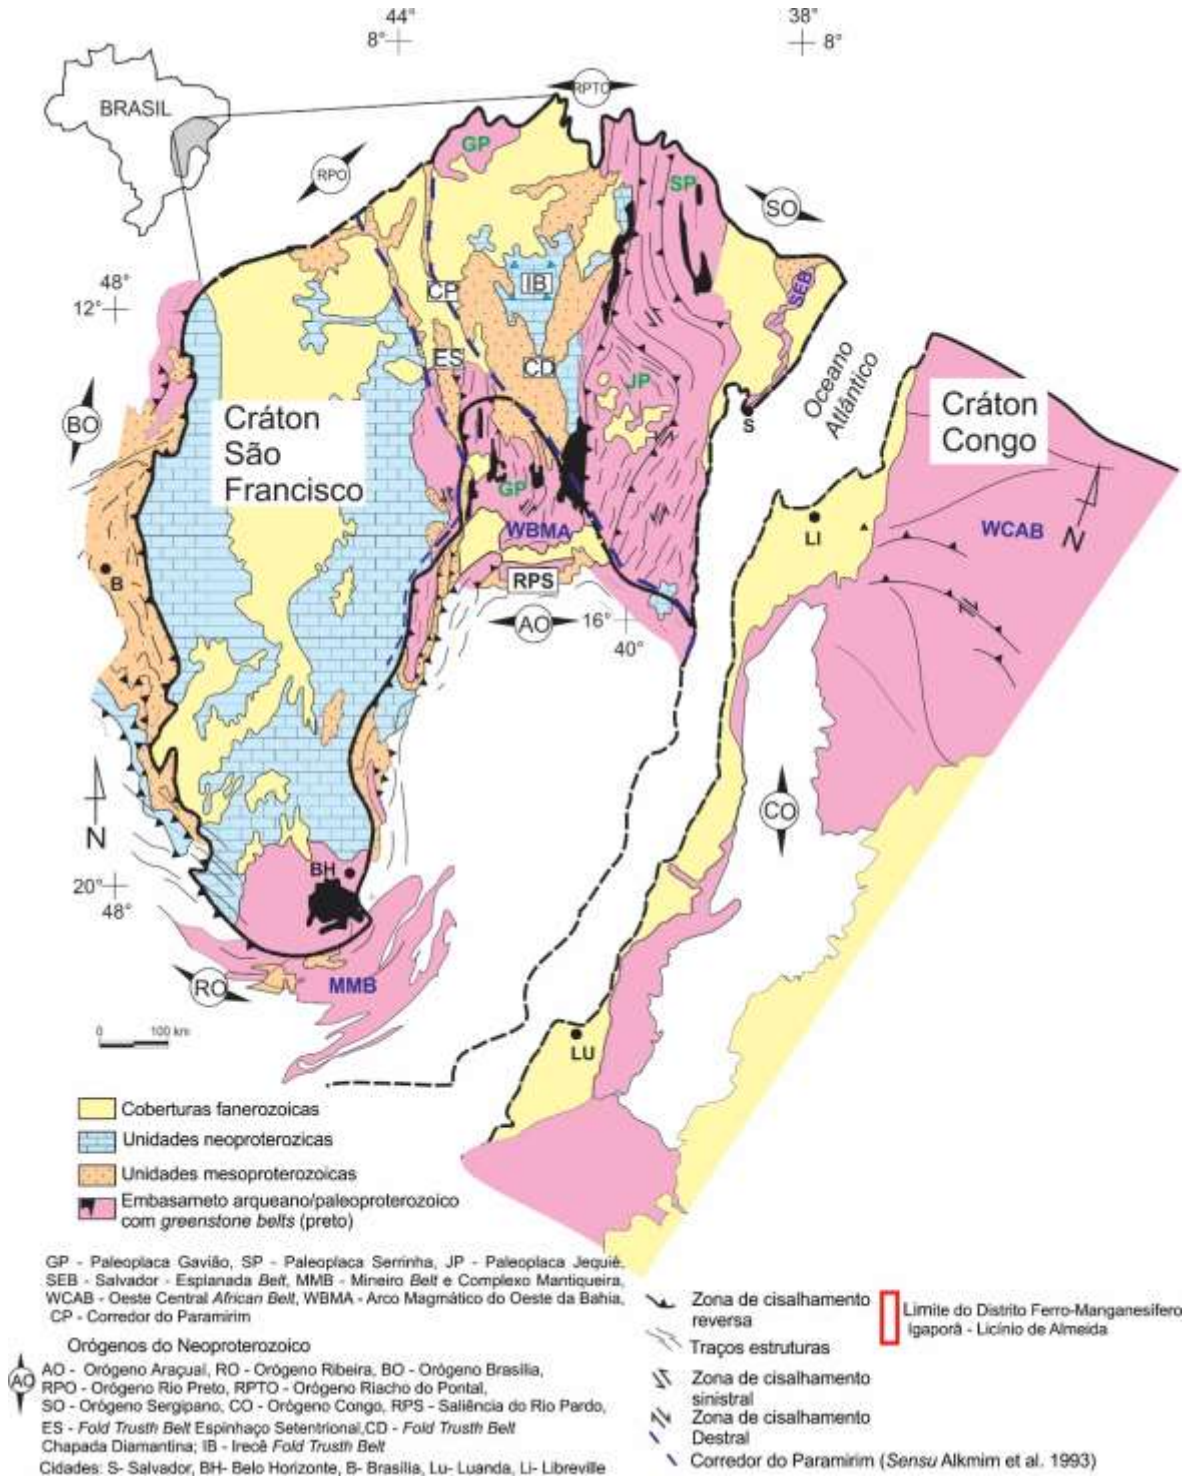 44°
8°
38°
8°
RPTO
BRASIL
GP
RPO
SP
SO
48°
12°
CP
IB
SEB
ES
CD
JP
Oceano
Atlântico
S
Cráton
Congo
BO
Cráton
São
Francisco
GP
WBMA
LI
WCAB
N
B
RPS
AO
16°
40°
CO
N
BH
20°
48°
RO
MMB
0 100 km
LU
Coberturas fanerozoicas
Unidades neoproterozicas
Unidades mesoproterozoicas
Embasameto arqueano/paleoproterozoico
com greenstone belts (preto)
GP - Paleoplaca Gavião, SP - Paleoplaca Serrinha, JP - Paleoplaca Jequié,
SEB - Salvador - Esplanada Belt, MMB - Mineiro Belt e Complexo Mantiqueira,
WCAB - Oeste Central African Belt, WBMA - Arco Magmático do Oeste da Bahia,
CP - Corredor do Paramirim
Orógenos do Neoproterozoico
AO AO - Orógeno Araçuaí, RO - Orógeno Ribeira, BO - Orógeno Brasília,
RPO - Orógeno Rio Preto, RPTO - Orógeno Riacho do Pontal,
SO - Orógeno Sergipano, CO - Orógeno Congo, RPS - Saliência do Rio Pardo,
ES - Fold Trusth Belt Espinhaço Setentrional,CD - Fold Trusth Belt
Chapada Diamantina; IB - Irecê Fold Trusth Belt
Cidades: S- Salvador, BH- Belo Horizonte, B- Brasília, Lu- Luanda, Li- Libreville
Zona de cisalhamento
reversa
Traços estruturas
Zona de cisalhamento
sinistral
Zona de cisalhamento
Destral
Corredor do Paramirim (Sensu Alkmim et al. 1993)
Limite do Distrito Ferro-Manganesífero
Igaporã - Licínio de Almeida